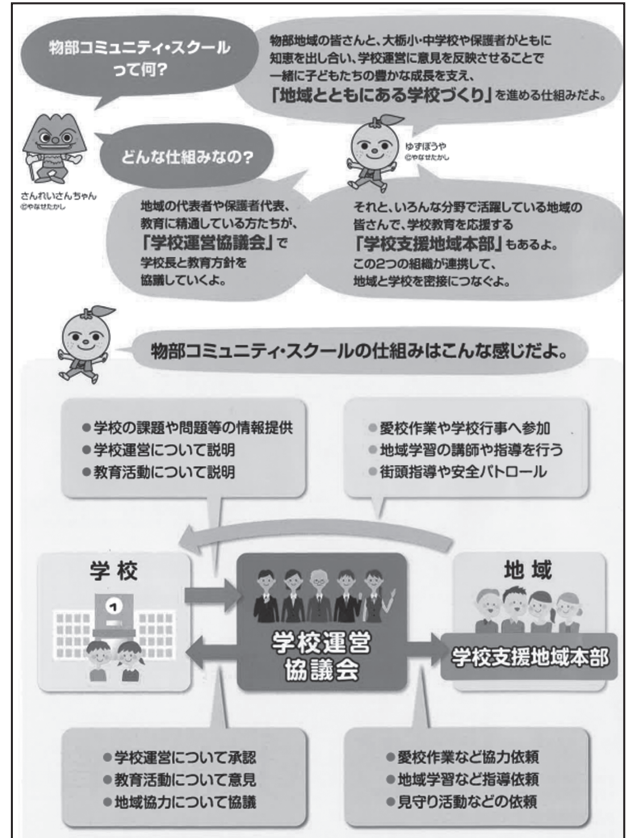 物部コミュニティ・スクール
って何？
物部地域の皆さんと、大栃小・中学校や保護者がともに
知恵を出し合い、学校運営に意見を反映させることで
一緒に子どもたちの豊かな成長を支え、
「地域とともにある学校づくり」を進める仕組みだよ。
さんれいさんちゃん
©やなせたかし
どんな仕組みなの？
ゆずぼうや
©やなせたかし
地域の代表者や保護者代表、
教育に精通している方たちが、
「学校運営協議会」で
学校長と教育方針を
協議していくよ。
それと、いろんな分野で活躍している地域の
皆さんで、学校教育を応援する
「学校支援地域本部」もあるよ。
この2つの組織が連携して、
地域と学校を密接につなぐよ。
物部コミュニティ・スクールの仕組みはこんな感じだよ。
●学校の課題や問題等の情報提供
●学校運営について説明
●教育活動について説明
●愛校作業や学校行事へ参加
●地域学習の講師や指導を行う
●街頭指導や安全パトロール
学校
1
学校運営
協議会
地域
学校支援地域本部
●学校運営について承認
●教育活動について意見
●地域協力について協議
●愛校作業など協力依頼
●地域学習など指導依頼
●見守り活動などの依頼